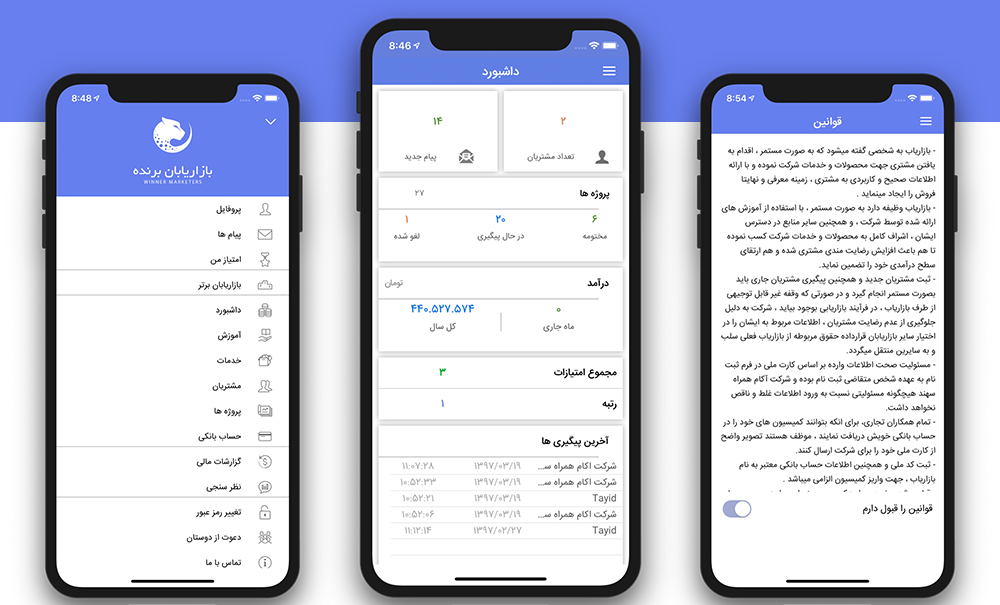 8:48
بازاریابان برنده
WINNER MARKETERS
پروفایل
پیام ها
امتیاز من
بازاریابان برتر
داشبورد
آموزش
خدمات
مشتریان
پروژه ها
حساب بانکی
گزارشات مالی
نظر سنجی
تغییر رمز عبور
دعوت از دوستان
تماس با ما
8:46
داشبورد
۲
تعداد مشتریان
۱۴
پیام جدید
پروژه ها ۲۷
۶ ۲۰ ۱
مختومه در حال پیگیری لغو شده
درآمد تومان
۰ ۴۴۰.۵۲۷.۵۷۴
ماه جاری کل سال
مجموع امتیازات ۳
رتبه ۱
آخرین پیگیری ها
شرکت اکام همراه سـ... ۱۳۹۷/۰۳/۱۹ ۱۱:۰۷:۲۸
شرکت اکام همراه سـ... ۱۳۹۷/۰۳/۱۹ ۱۰:۵۲:۳۳
Tayid ۱۳۹۷/۰۳/۱۹ ۱۰:۵۲:۲۱
شرکت اکام همراه سـ... ۱۳۹۷/۰۳/۱۹ ۱۰:۵۲:۰۶
Tayid ۱۳۹۷/۰۲/۲۷ ۱۱:۱۲:۱۴
8:54
قوانین
- بازاریاب به شخصی گفته میشود که به صورت مستمر ، اقدام به
یافتن مشتری جهت محصولات و خدمات شرکت نموده و با ارائه
اطلاعات صحیح و کاربردی به مشتری ، زمینه معرفی و نهایتا
فروش را ایجاد مینماید .
- بازاریاب وظیفه دارد به صورت مستمر ، با استفاده از آموزش های
ارائه شده توسط شرکت ، و همچنین سایر منابع در دسترس
ایشان ، اشراف کامل به محصولات و خدمات شرکت کسب نموده
تا هم باعث افزایش رضایت مندی مشتری شده و هم ارتقای
سطح درآمدی خود را تضمین نماید.
- ثبت مشتریان جدید و همچنین پیگیری مشتریان جاری باید
بصورت مستمر انجام گیرد و در صورتی که وقفه غیر قابل توجیهی
از طرف بازاریاب ، در فرآیند بازاریابی بوجود بیاید ، شرکت به دلیل
جلوگیری از عدم رضایت مشتریان ، اطلاعات مربوط به ایشان را در
اختیار سایر بازاریابان قرارداده حقوق مربوطه از بازاریاب فعلی سلب
و به سایرین منتقل میگردد.
- مسئولیت صحت اطلاعات وارده بر اساس کارت ملی در فرم ثبت
نام به عهده شخص متقاضی ثبت نام بوده و شرکت آکام همراه
سهند هیچگونه مسئولیتی نسبت به ورود اطلاعات غلط و ناقص
نخواهد داشت.
- تمام همکاران تجاری، برای انکه بتوانند کمیسیون های خود را در
حساب بانکی خویش دریافت نمایند ، موظف هستند تصویر واضح
از کارت ملی خود را برای شرکت ارسال کنند.
- ثبت کد ملی و همچنین اطلاعات حساب بانکی معتبر به نام
بازاریاب ، جهت واریز کمیسیون الزامی میباشد .
قوانین را قبول دارم